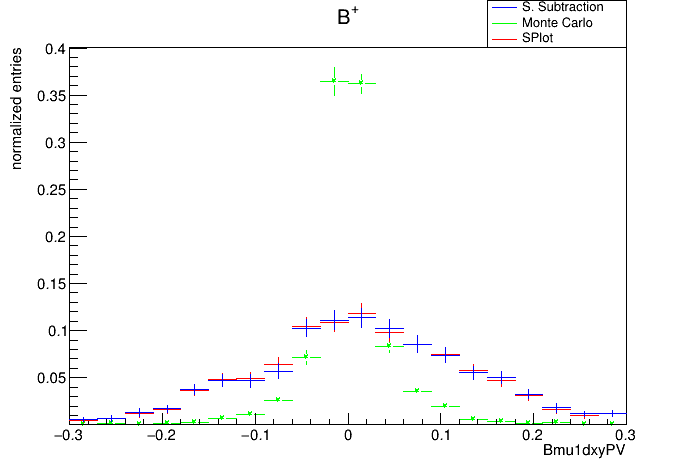 B+
S. Subtraction
Monte Carlo
SPlot
normalized entries
0.4
0.35
0.3
0.25
0.2
0.15
0.1
0.05
−0.3 −0.2 −0.1 0 0.1 0.2 0.3
Bmu1dxyPV